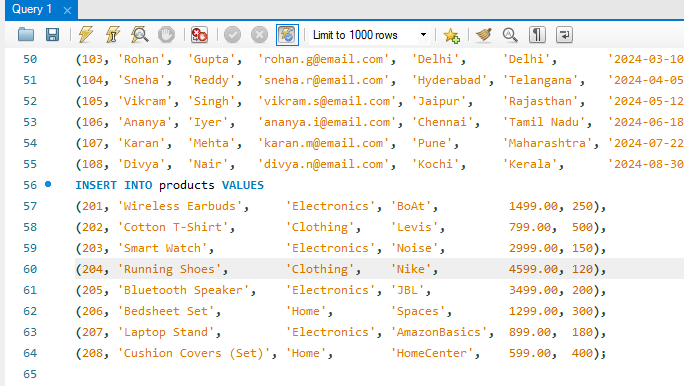 Query 1
Limit to 1000 rows
50 (103, 'Rohan', 'Gupta', 'rohan.g@email.com', 'Delhi', 'Delhi', '2024-03-10
51 (104, 'Sneha', 'Reddy', 'sneha.r@email.com', 'Hyderabad', 'Telangana', '2024-04-05
52 (105, 'Vikram', 'Singh', 'vikram.s@email.com', 'Jaipur', 'Rajasthan', '2024-05-12
53 (106, 'Ananya', 'Iyer', 'ananya.i@email.com', 'Chennai', 'Tamil Nadu', '2024-06-18
54 (107, 'Karan', 'Mehta', 'karan.m@email.com', 'Pune', 'Maharashtra', '2024-07-22
55 (108, 'Divya', 'Nair', 'divya.n@email.com', 'Kochi', 'Kerala', '2024-08-30
56 INSERT INTO products VALUES
57 (201, 'Wireless Earbuds', 'Electronics', 'BoAt', 1499.00, 250),
58 (202, 'Cotton T-Shirt', 'Clothing', 'Levis', 799.00, 500),
59 (203, 'Smart Watch', 'Electronics', 'Noise', 2999.00, 150),
60 (204, 'Running Shoes', 'Clothing', 'Nike', 4599.00, 120),
61 (205, 'Bluetooth Speaker', 'Electronics', 'JBL', 3499.00, 200),
62 (206, 'Bedsheet Set', 'Home', 'Spaces', 1299.00, 300),
63 (207, 'Laptop Stand', 'Electronics', 'AmazonBasics', 899.00, 180),
64 (208, 'Cushion Covers (Set)', 'Home', 'HomeCenter', 599.00, 400);
65